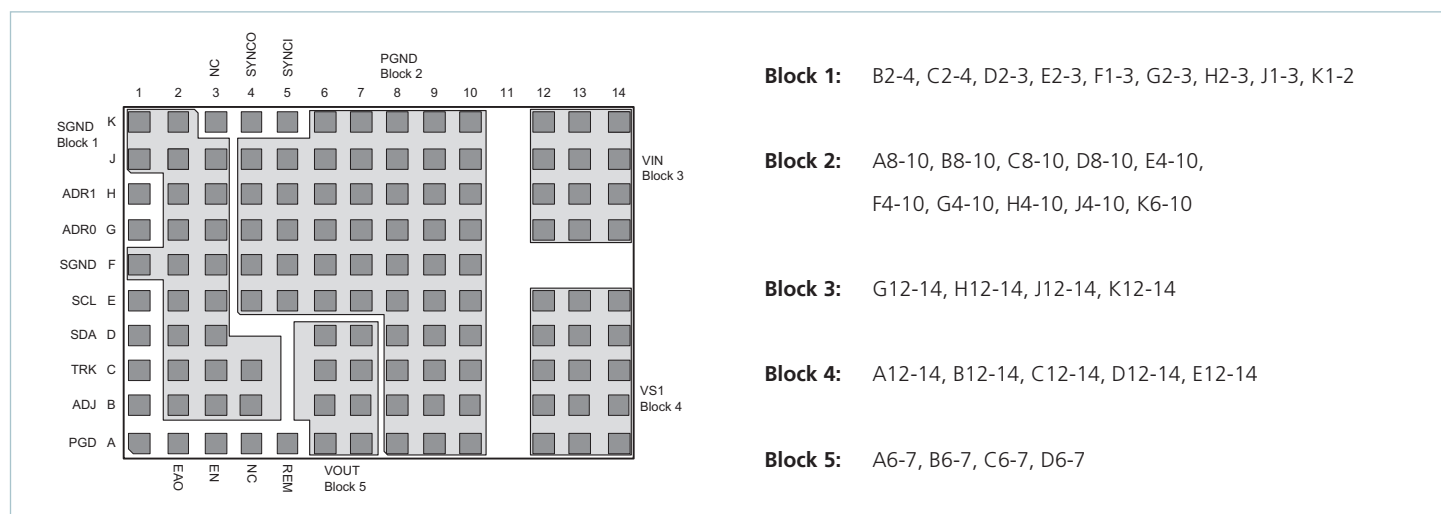 NC
SYNCO
SYNCI
PGND
Block 2
1 2 3 4 5 6 7 8 9 10 11 12 13 14
SGND
Block 1
K
J
ADR1 H
ADR0 G
SGND F
SCL E
SDA D
TRK C
ADJ B
PGD A
VIN
Block 3
VS1
Block 4
EAO
EN
NC
REM
VOUT
Block 5
Block 1: B2-4, C2-4, D2-3, E2-3, F1-3, G2-3, H2-3, J1-3, K1-2
Block 2: A8-10, B8-10, C8-10, D8-10, E4-10,
F4-10, G4-10, H4-10, J4-10, K6-10
Block 3: G12-14, H12-14, J12-14, K12-14
Block 4: A12-14, B12-14, C12-14, D12-14, E12-14
Block 5: A6-7, B6-7, C6-7, D6-7